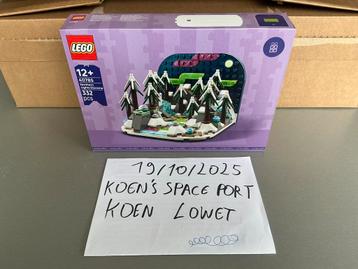 LEGO
12+
40785
332
pcs
19/10/2025
KOEN'S SPACE PORT
KOEN LOWET